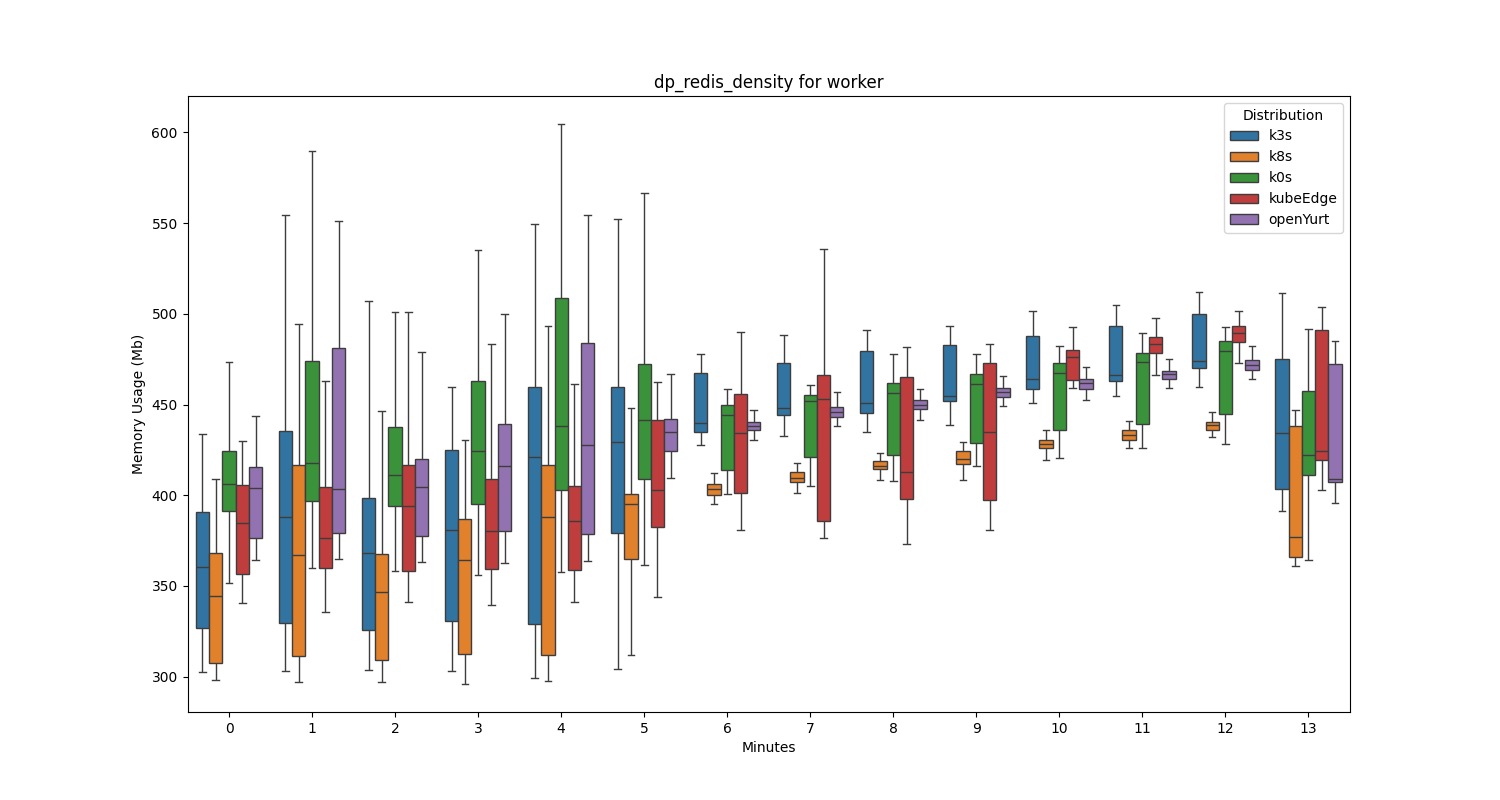 dp_redis_density for worker
Distribution
k3s
k8s
k0s
kubeEdge
openYurt
Memory Usage (Mb)
600
550
500
450
400
350
300
0 1 2 3 4 5 6 7 8 9 10 11 12 13
Minutes